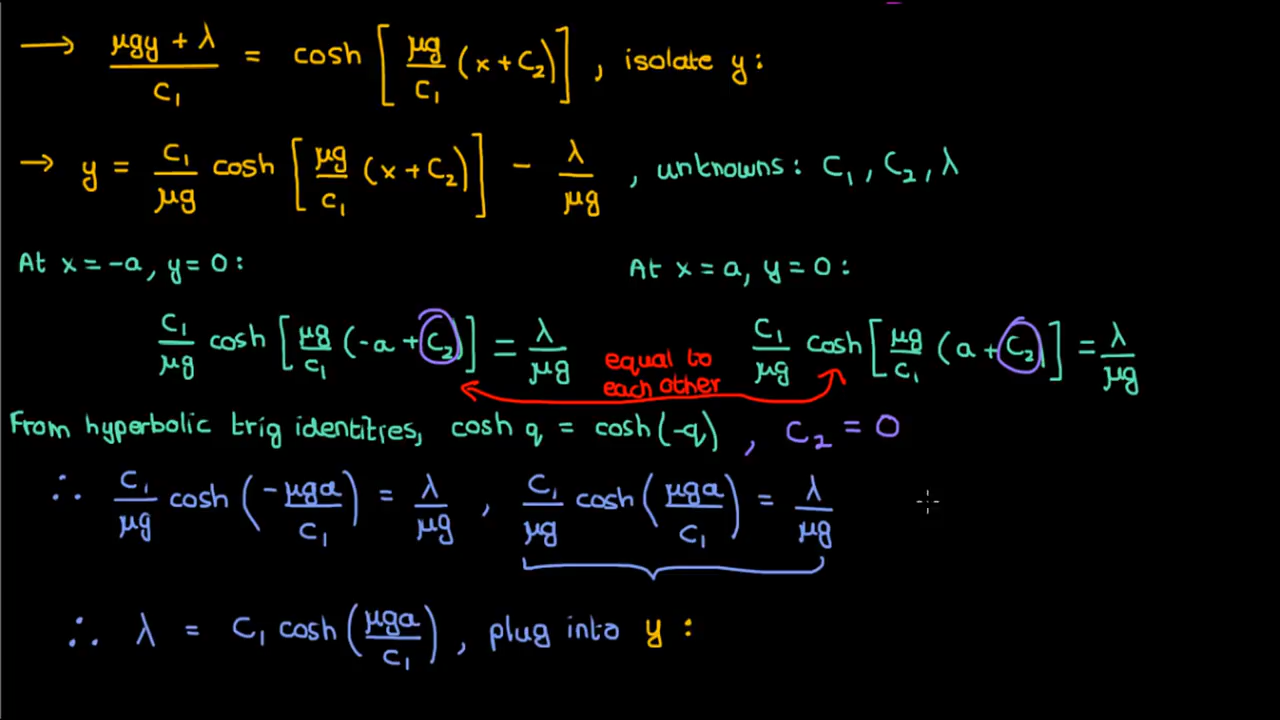 → (μgy + λ)/c₁ = cosh [μg/c₁ (x + C₂)] , isolate y :
→ y = c₁/μg cosh [μg/c₁ (x + C₂)] − λ/μg , unknowns : C₁ , C₂ , λ
At x = -a , y = 0 :
At x = a , y = 0 :
c₁/μg cosh [μg/c₁ (-a + C₂)] = λ/μg
equal to
each other
c₁/μg cosh [μg/c₁ (a + C₂)] = λ/μg
From hyperbolic trig identitres, cosh q = cosh (-q) , C₂ = 0
∴ c₁/μg cosh (-μga/c₁) = λ/μg , c₁/μg cosh (μga/c₁) = λ/μg
∴ λ = C₁ cosh (μga/c₁) , plug into y :